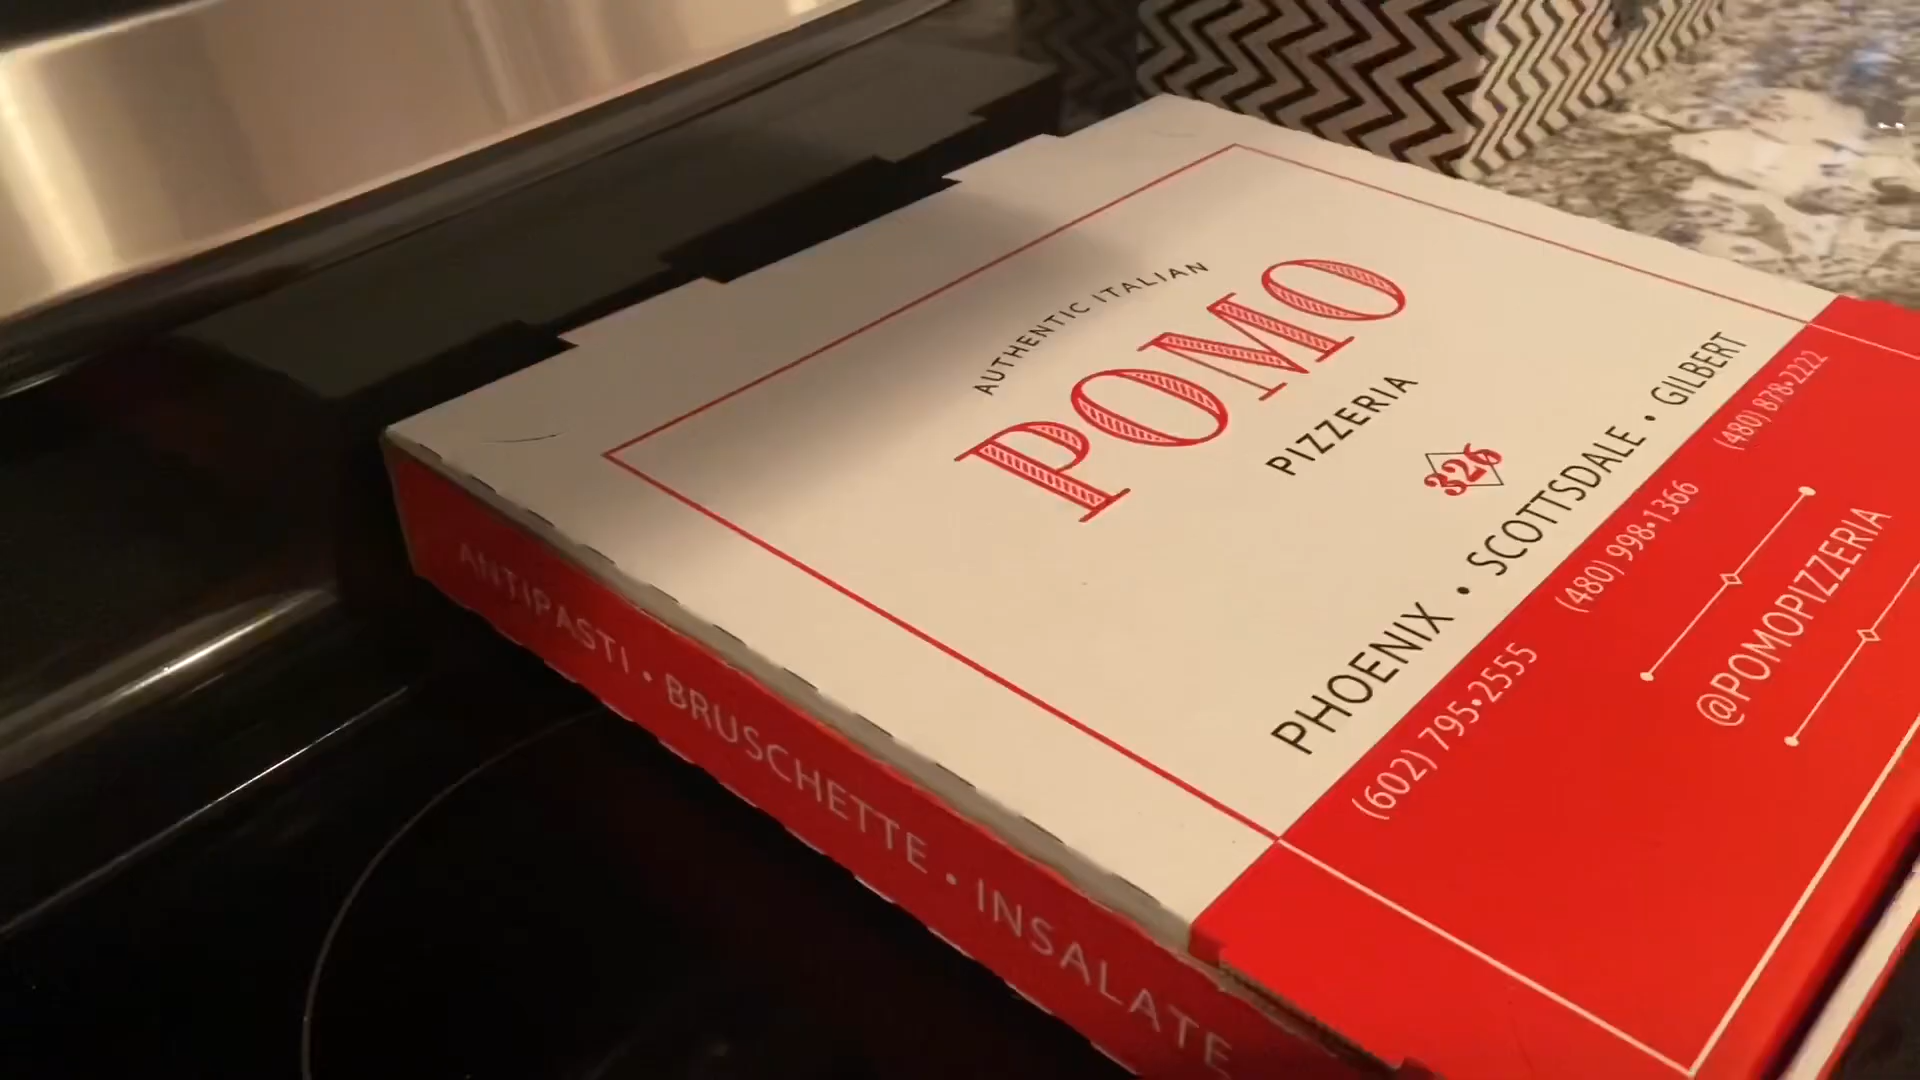 AUTHENTIC ITALIAN
POMO
PIZZERIA
326
PHOENIX • SCOTTSDALE • GILBERT
(602) 795•2555 (480) 998•1366 (480) 878•2222
@POMOPIZZERIA
ANTIPASTI • BRUSCHETTE • INSALATE